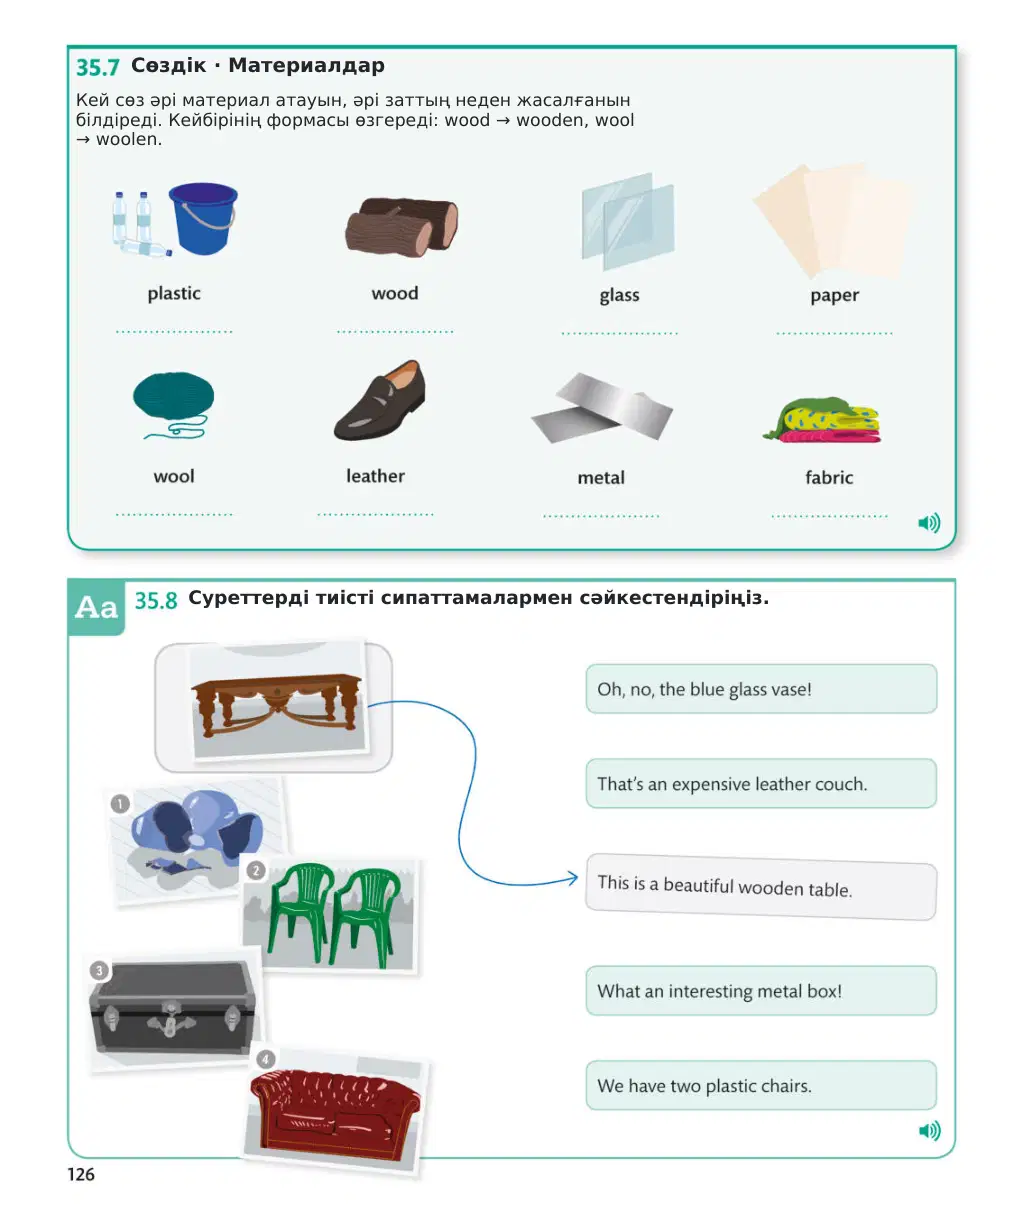 35.7 Сөздік · Материалдар
Кей сөз әрі материал атауын, әрі заттың неден жасалғанын
білдіреді. Кейбірінің формасы өзгереді: wood → wooden, wool
→ woolen.
plastic
wood
glass
paper
wool
leather
metal
fabric
Aa 35.8 Суреттерді тиісті сипаттамалармен сәйкестендіріңіз.
1
2
3
4
Oh, no, the blue glass vase!
That's an expensive leather couch.
This is a beautiful wooden table.
What an interesting metal box!
We have two plastic chairs.
126